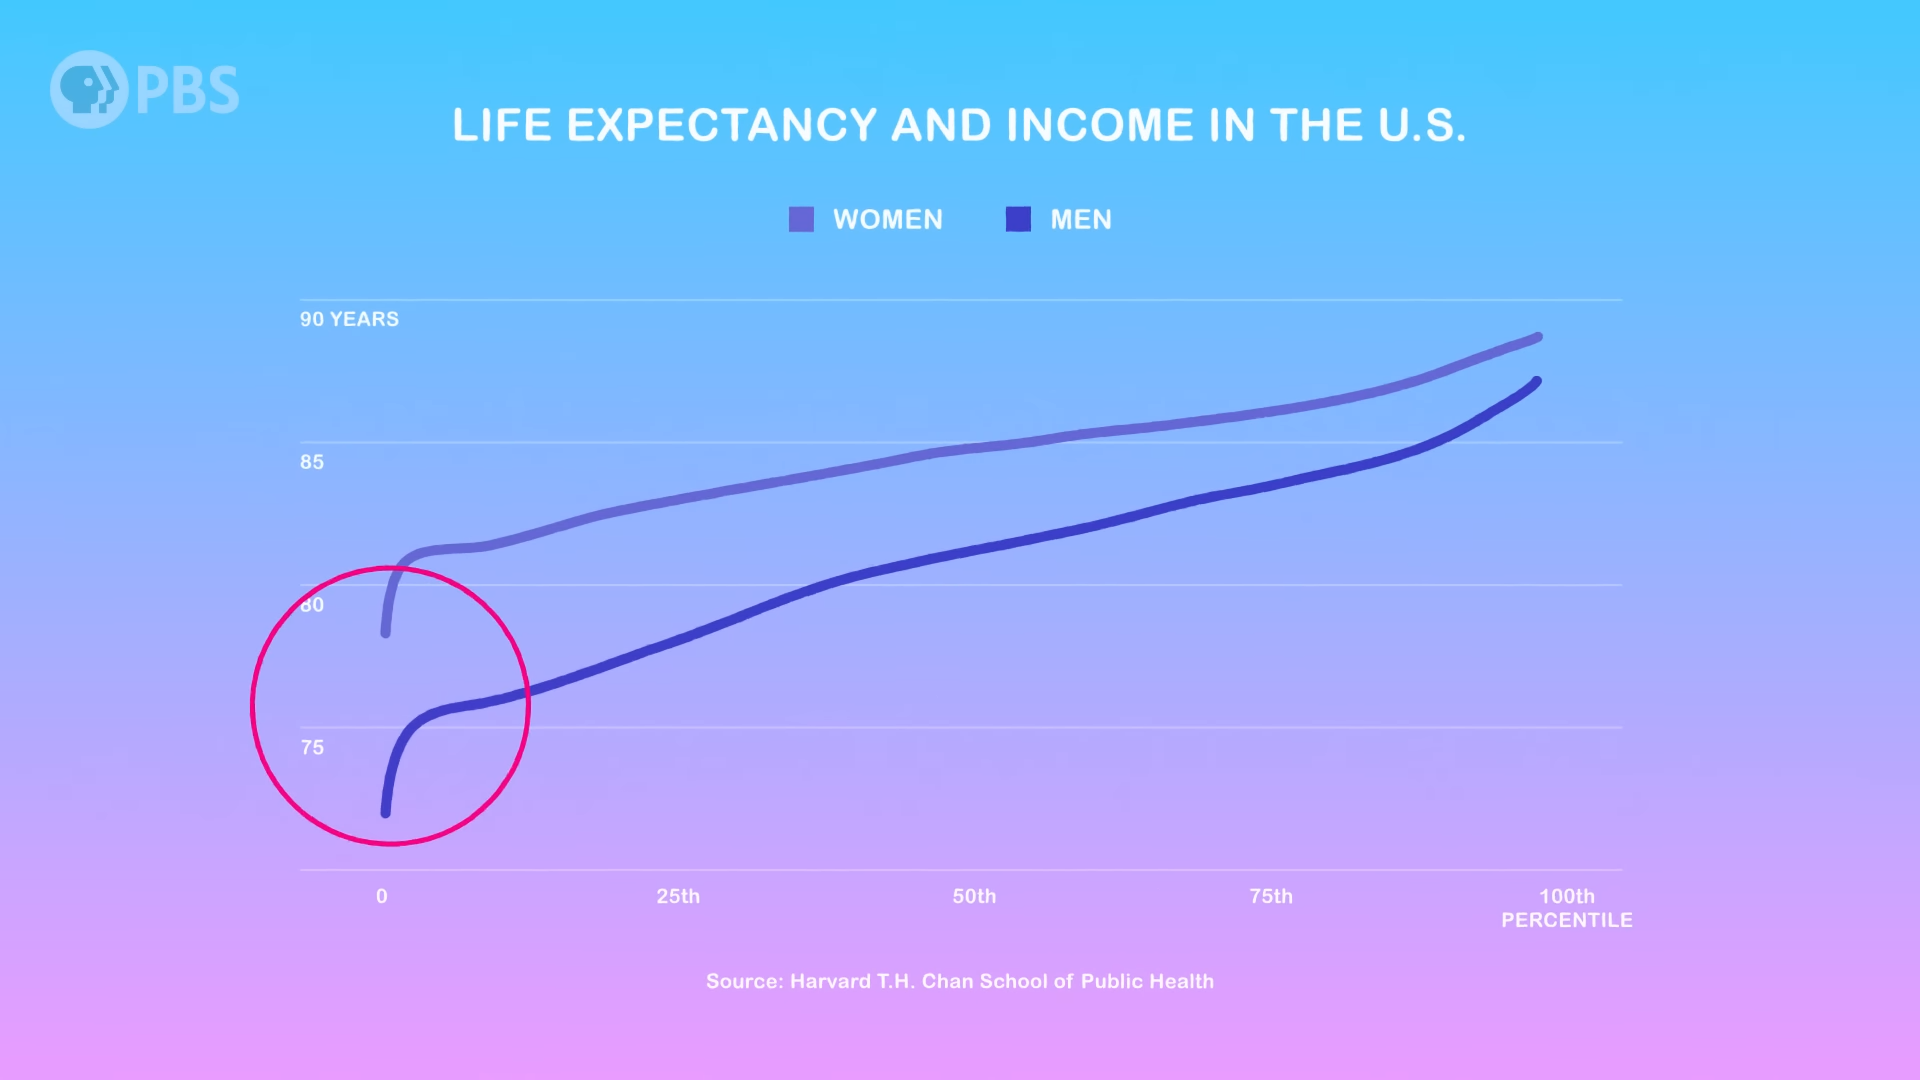 PBS
LIFE EXPECTANCY AND INCOME IN THE U.S.
WOMEN MEN
90 YEARS
85
80
75
0 25th 50th 75th 100th
PERCENTILE
Source: Harvard T.H. Chan School of Public Health